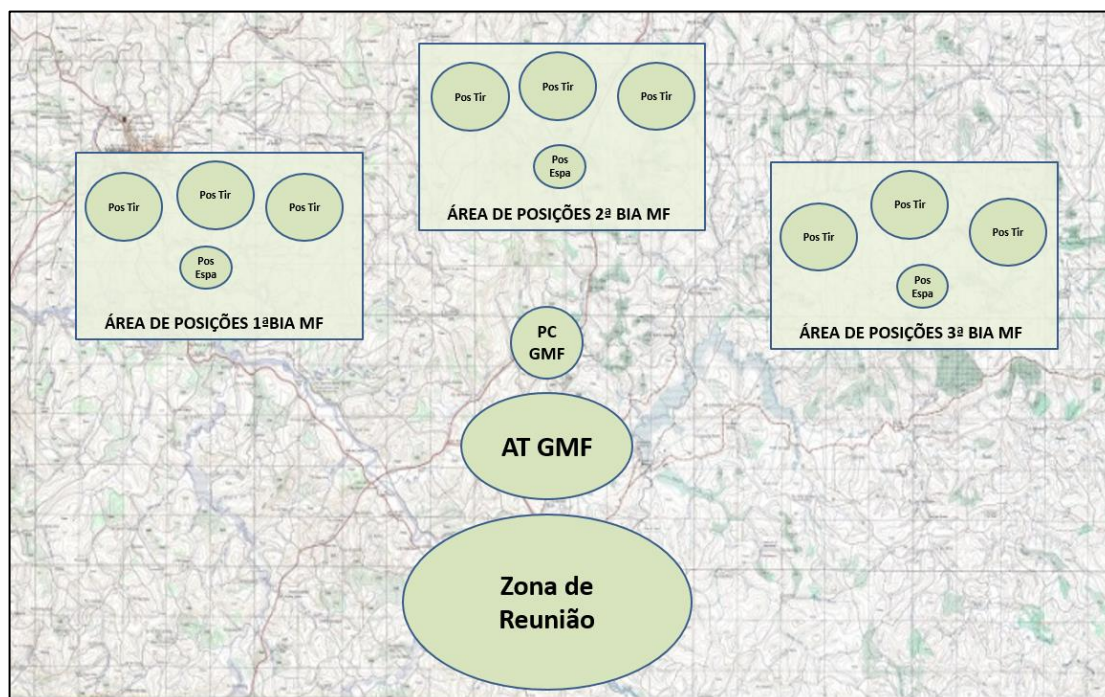 Pos Tir
Pos Tir
Pos Tir
Pos
Espa
ÁREA DE POSIÇÕES 2ª BIA MF
Pos Tir
Pos Tir
Pos Tir
Pos
Espa
ÁREA DE POSIÇÕES 1ªBIA MF
Pos Tir
Pos Tir
Pos Tir
Pos
Espa
ÁREA DE POSIÇÕES 3ª BIA MF
PC
GMF
AT GMF
Zona de
Reunião